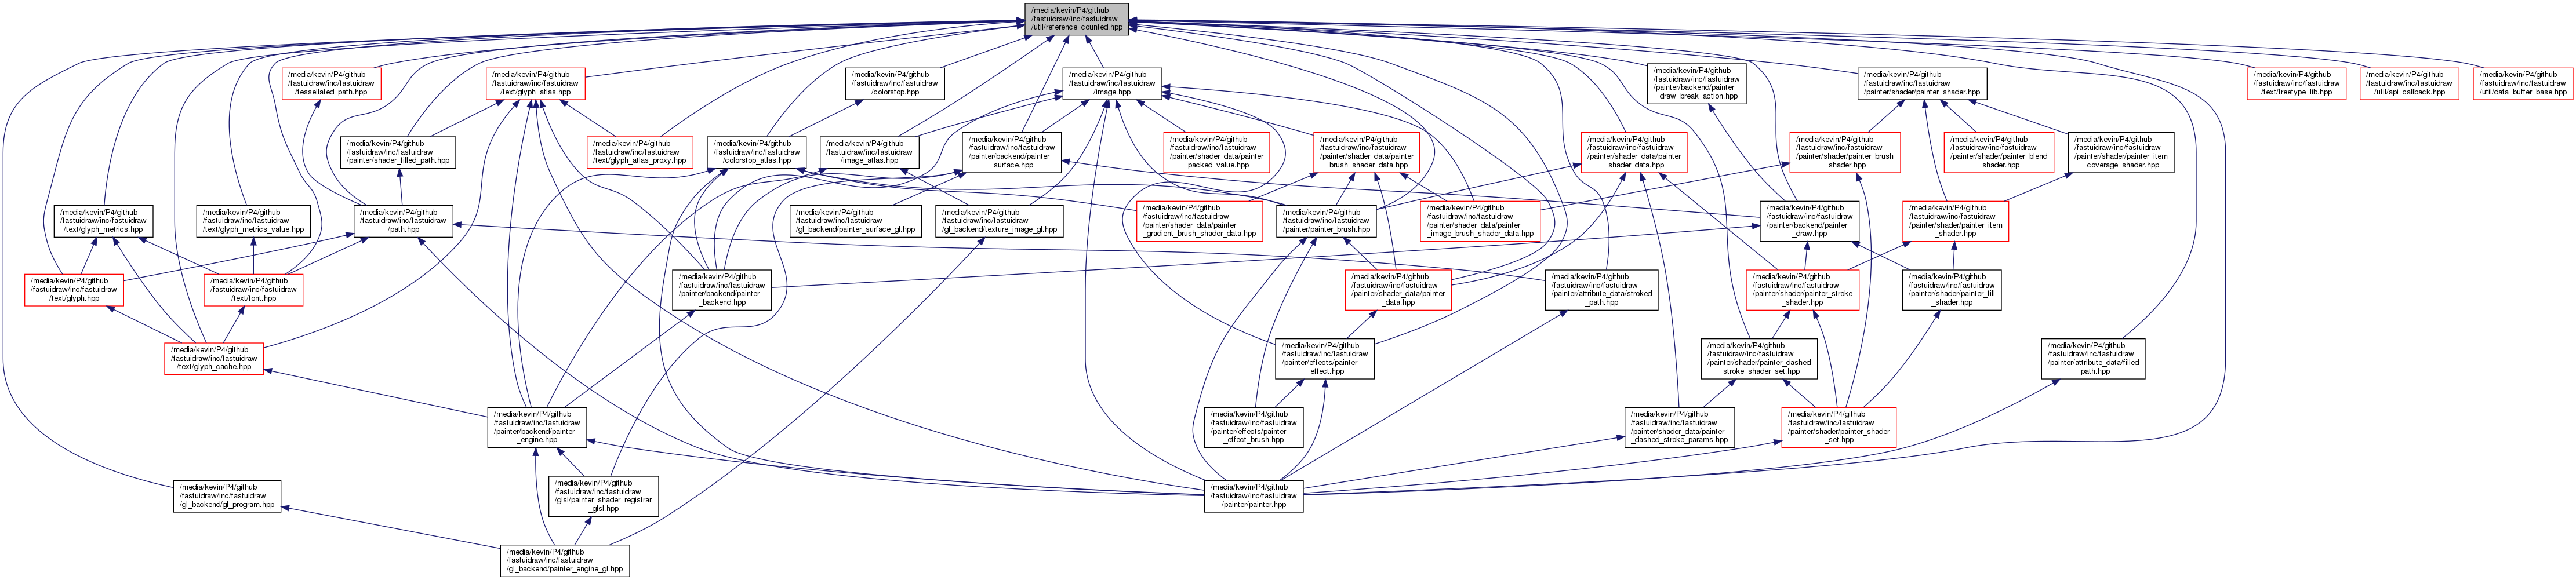 /media/kevin/P4/github
/fastuidraw/inc/fastuidraw
/util/reference_counted.hpp
/media/kevin/P4/github
/fastuidraw/inc/fastuidraw
/tessellated_path.hpp
/media/kevin/P4/github
/fastuidraw/inc/fastuidraw
/text/glyph_atlas.hpp
/media/kevin/P4/github
/fastuidraw/inc/fastuidraw
/colorstop.hpp
/media/kevin/P4/github
/fastuidraw/inc/fastuidraw
/image.hpp
/media/kevin/P4/github
/fastuidraw/inc/fastuidraw
/painter/backend/painter
_draw_break_action.hpp
/media/kevin/P4/github
/fastuidraw/inc/fastuidraw
/painter/shader/painter_shader.hpp
/media/kevin/P4/github
/fastuidraw/inc/fastuidraw
/text/freetype_lib.hpp
/media/kevin/P4/github
/fastuidraw/inc/fastuidraw
/util/api_callback.hpp
/media/kevin/P4/github
/fastuidraw/inc/fastuidraw
/util/data_buffer_base.hpp
/media/kevin/P4/github
/fastuidraw/inc/fastuidraw
/painter/shader_filled_path.hpp
/media/kevin/P4/github
/fastuidraw/inc/fastuidraw
/text/glyph_atlas_proxy.hpp
/media/kevin/P4/github
/fastuidraw/inc/fastuidraw
/colorstop_atlas.hpp
/media/kevin/P4/github
/fastuidraw/inc/fastuidraw
/image_atlas.hpp
/media/kevin/P4/github
/fastuidraw/inc/fastuidraw
/painter/backend/painter
_surface.hpp
/media/kevin/P4/github
/fastuidraw/inc/fastuidraw
/painter/shader_data/painter
_packed_value.hpp
/media/kevin/P4/github
/fastuidraw/inc/fastuidraw
/painter/shader_data/painter
_brush_shader_data.hpp
/media/kevin/P4/github
/fastuidraw/inc/fastuidraw
/painter/shader_data/painter
_shader_data.hpp
/media/kevin/P4/github
/fastuidraw/inc/fastuidraw
/painter/shader/painter_brush
_shader.hpp
/media/kevin/P4/github
/fastuidraw/inc/fastuidraw
/painter/shader/painter_blend
_shader.hpp
/media/kevin/P4/github
/fastuidraw/inc/fastuidraw
/painter/shader/painter_item
_coverage_shader.hpp
/media/kevin/P4/github
/fastuidraw/inc/fastuidraw
/text/glyph_metrics.hpp
/media/kevin/P4/github
/fastuidraw/inc/fastuidraw
/text/glyph_metrics_value.hpp
/media/kevin/P4/github
/fastuidraw/inc/fastuidraw
/path.hpp
/media/kevin/P4/github
/fastuidraw/inc/fastuidraw
/gl_backend/painter_surface_gl.hpp
/media/kevin/P4/github
/fastuidraw/inc/fastuidraw
/gl_backend/texture_image_gl.hpp
/media/kevin/P4/github
/fastuidraw/inc/fastuidraw
/painter/shader_data/painter
_gradient_brush_shader_data.hpp
/media/kevin/P4/github
/fastuidraw/inc/fastuidraw
/painter/painter_brush.hpp
/media/kevin/P4/github
/fastuidraw/inc/fastuidraw
/painter/shader_data/painter
_image_brush_shader_data.hpp
/media/kevin/P4/github
/fastuidraw/inc/fastuidraw
/painter/backend/painter
_draw.hpp
/media/kevin/P4/github
/fastuidraw/inc/fastuidraw
/painter/shader/painter_item
_shader.hpp
/media/kevin/P4/github
/fastuidraw/inc/fastuidraw
/text/glyph.hpp
/media/kevin/P4/github
/fastuidraw/inc/fastuidraw
/text/font.hpp
/media/kevin/P4/github
/fastuidraw/inc/fastuidraw
/painter/backend/painter
_backend.hpp
/media/kevin/P4/github
/fastuidraw/inc/fastuidraw
/painter/shader_data/painter
_data.hpp
/media/kevin/P4/github
/fastuidraw/inc/fastuidraw
/painter/attribute_data/stroked
_path.hpp
/media/kevin/P4/github
/fastuidraw/inc/fastuidraw
/painter/shader/painter_stroke
_shader.hpp
/media/kevin/P4/github
/fastuidraw/inc/fastuidraw
/painter/shader/painter_fill
_shader.hpp
/media/kevin/P4/github
/fastuidraw/inc/fastuidraw
/text/glyph_cache.hpp
/media/kevin/P4/github
/fastuidraw/inc/fastuidraw
/painter/effects/painter
_effect.hpp
/media/kevin/P4/github
/fastuidraw/inc/fastuidraw
/painter/shader/painter_dashed
_stroke_shader_set.hpp
/media/kevin/P4/github
/fastuidraw/inc/fastuidraw
/painter/attribute_data/filled
_path.hpp
/media/kevin/P4/github
/fastuidraw/inc/fastuidraw
/painter/backend/painter
_engine.hpp
/media/kevin/P4/github
/fastuidraw/inc/fastuidraw
/painter/effects/painter
_effect_brush.hpp
/media/kevin/P4/github
/fastuidraw/inc/fastuidraw
/painter/shader_data/painter
_dashed_stroke_params.hpp
/media/kevin/P4/github
/fastuidraw/inc/fastuidraw
/painter/shader/painter_shader
_set.hpp
/media/kevin/P4/github
/fastuidraw/inc/fastuidraw
/gl_backend/gl_program.hpp
/media/kevin/P4/github
/fastuidraw/inc/fastuidraw
/glsl/painter_shader_registrar
_glsl.hpp
/media/kevin/P4/github
/fastuidraw/inc/fastuidraw
/painter/painter.hpp
/media/kevin/P4/github
/fastuidraw/inc/fastuidraw
/gl_backend/painter_engine_gl.hpp